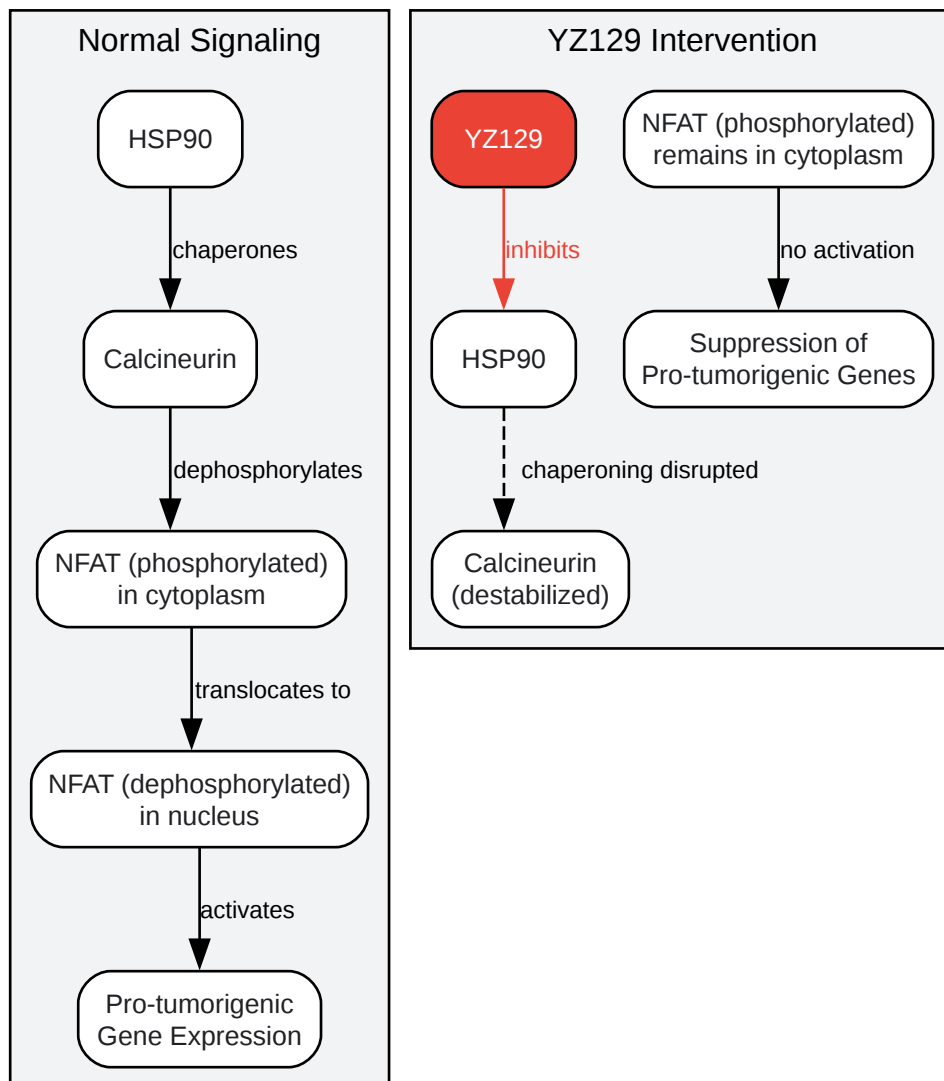 Normal Signaling
HSP90
chaperones
Calcineurin
dephosphorylates
NFAT (phosphorylated)
in cytoplasm
translocates to
NFAT (dephosphorylated)
in nucleus
activates
Pro-tumorigenic
Gene Expression
YZ129 Intervention
YZ129
inhibits
HSP90
chaperoning disrupted
Calcineurin
(destabilized)
NFAT (phosphorylated)
remains in cytoplasm
no activation
Suppression of
Pro-tumorigenic Genes